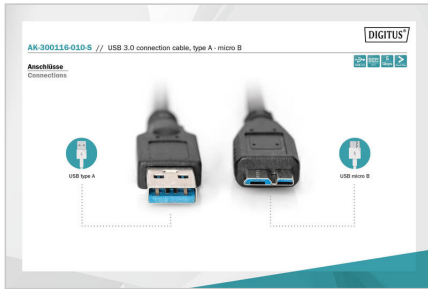 DIGITUS®
AK-300116-010-S // USB 3.0 connection cable, type A - micro B
Anschlüsse
Connections
USB type A
USB micro B